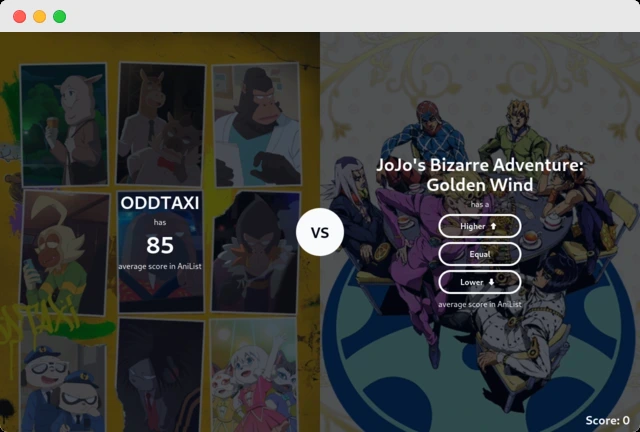 ODDTAXI
has
85
average score in AniList
VS
JoJo's Bizarre Adventure:
Golden Wind
has a
Higher ⬆
Equal
Lower ⬇
average score in AniList
Score: 0